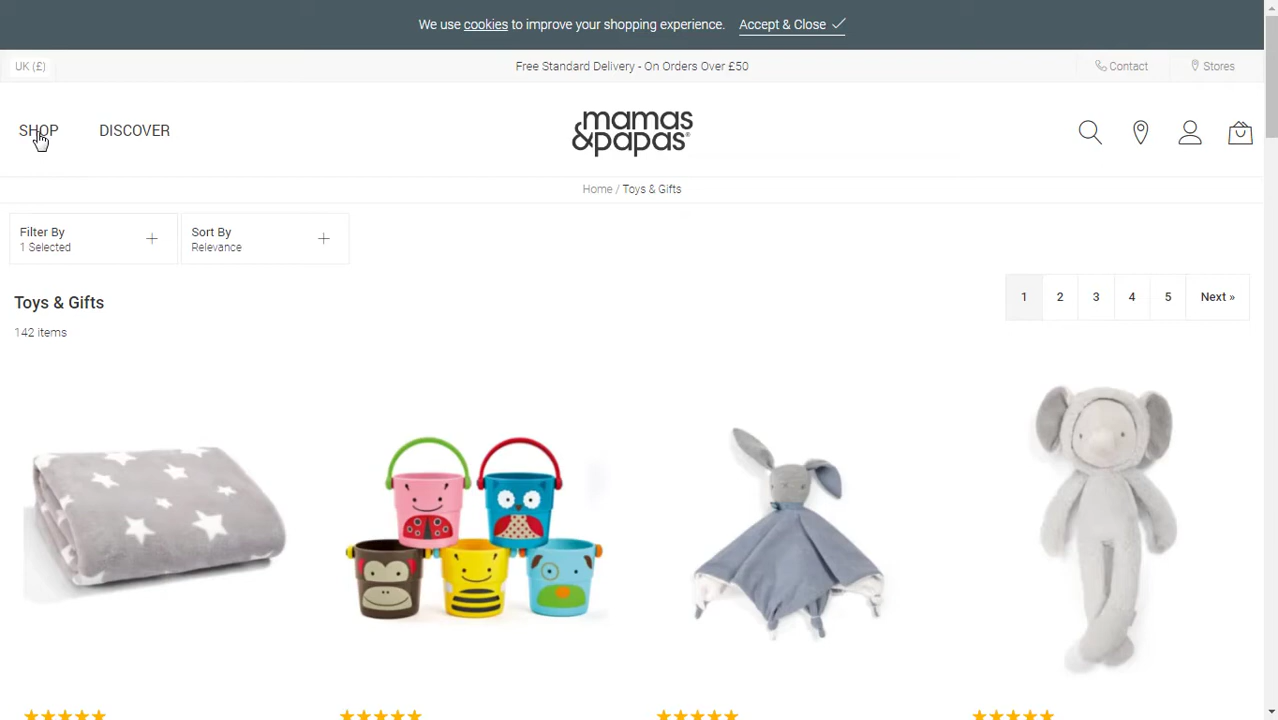 We use cookies to improve your shopping experience. Accept & Close
UK (£)
Free Standard Delivery - On Orders Over £50
Contact
Stores
SHOP
DISCOVER
mamas
&papas®
Home / Toys & Gifts
Filter By
1 Selected
Sort By
Relevance
Toys & Gifts
142 items
1 2 3 4 5 Next »